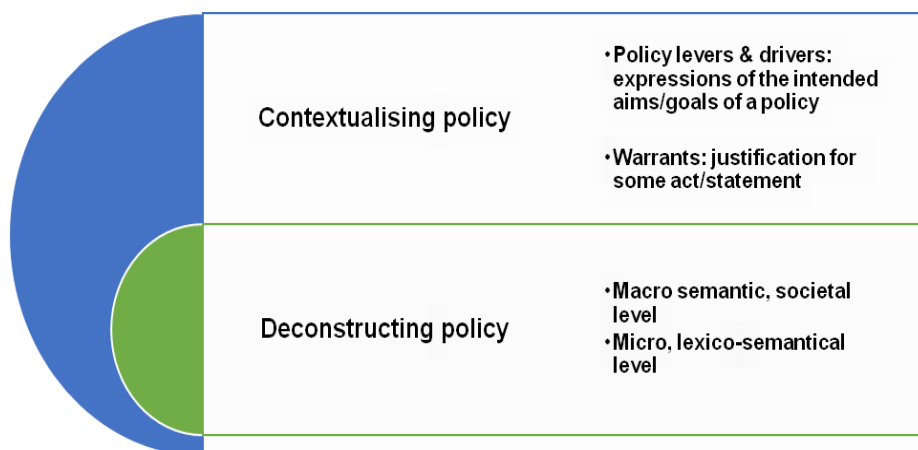 Contextualising policy
•Policy levers & drivers:
expressions of the intended
aims/goals of a policy
•Warrants: justification for
some act/statement
Deconstructing policy
•Macro semantic, societal
level
•Micro, lexico-semantical
level